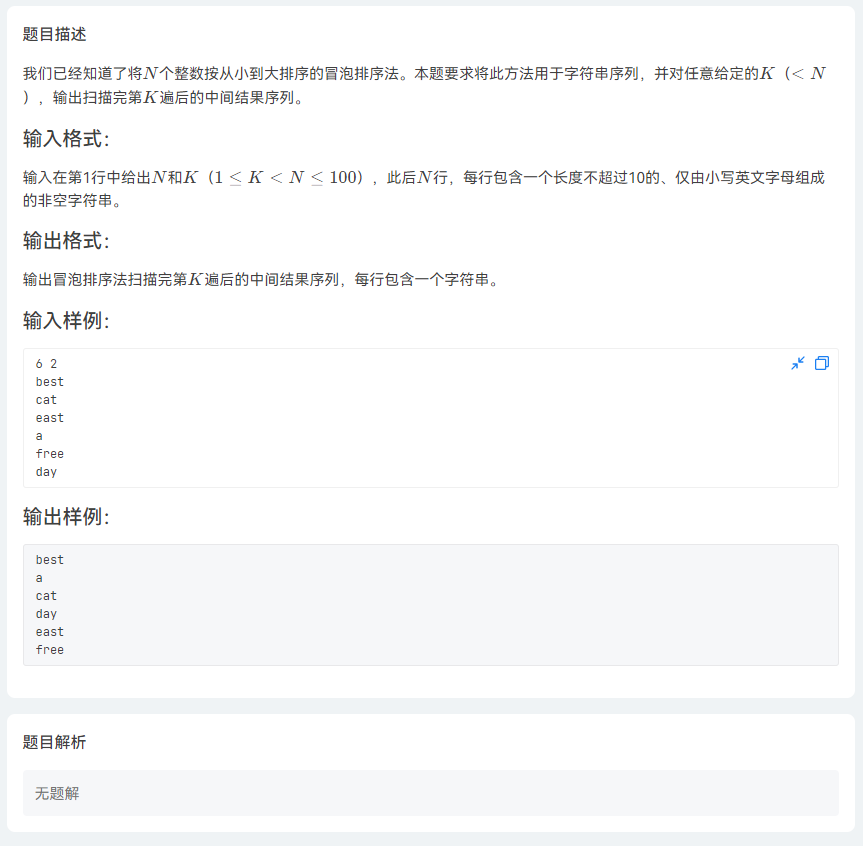 题目描述
我们已经知道了将N个整数按从小到大排序的冒泡排序法。本题要求将此方法用于字符串序列，并对任意给定的K（< N
），输出扫描完第K遍后的中间结果序列。
输入格式：
输入在第1行中给出N和K（1 ≤ K < N ≤ 100），此后N行，每行包含一个长度不超过10的、仅由小写英文字母组成
的非空字符串。
输出格式：
输出冒泡排序法扫描完第K遍后的中间结果序列，每行包含一个字符串。
输入样例：
6 2
best
cat
east
a
free
day
输出样例：
best
a
cat
day
east
free
题目解析
无题解